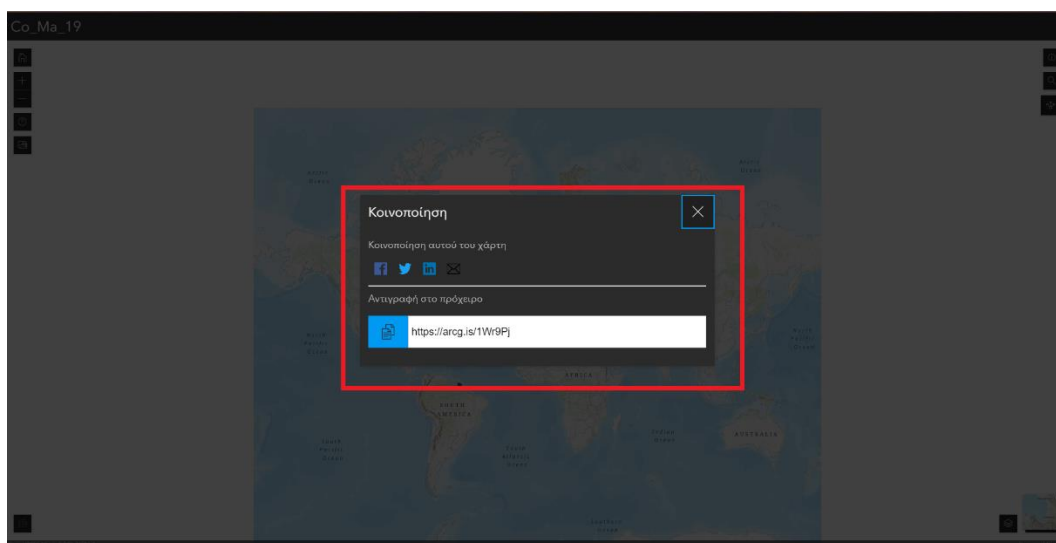 Co_Ma_19
Κοινοποίηση
Κοινοποίηση αυτού του χάρτη
Αντιγραφή στο πρόχειρο
https://arcg.is/1Wr9Pj
AFRICA
SOUTH
AMERICA
AUSTRALIA